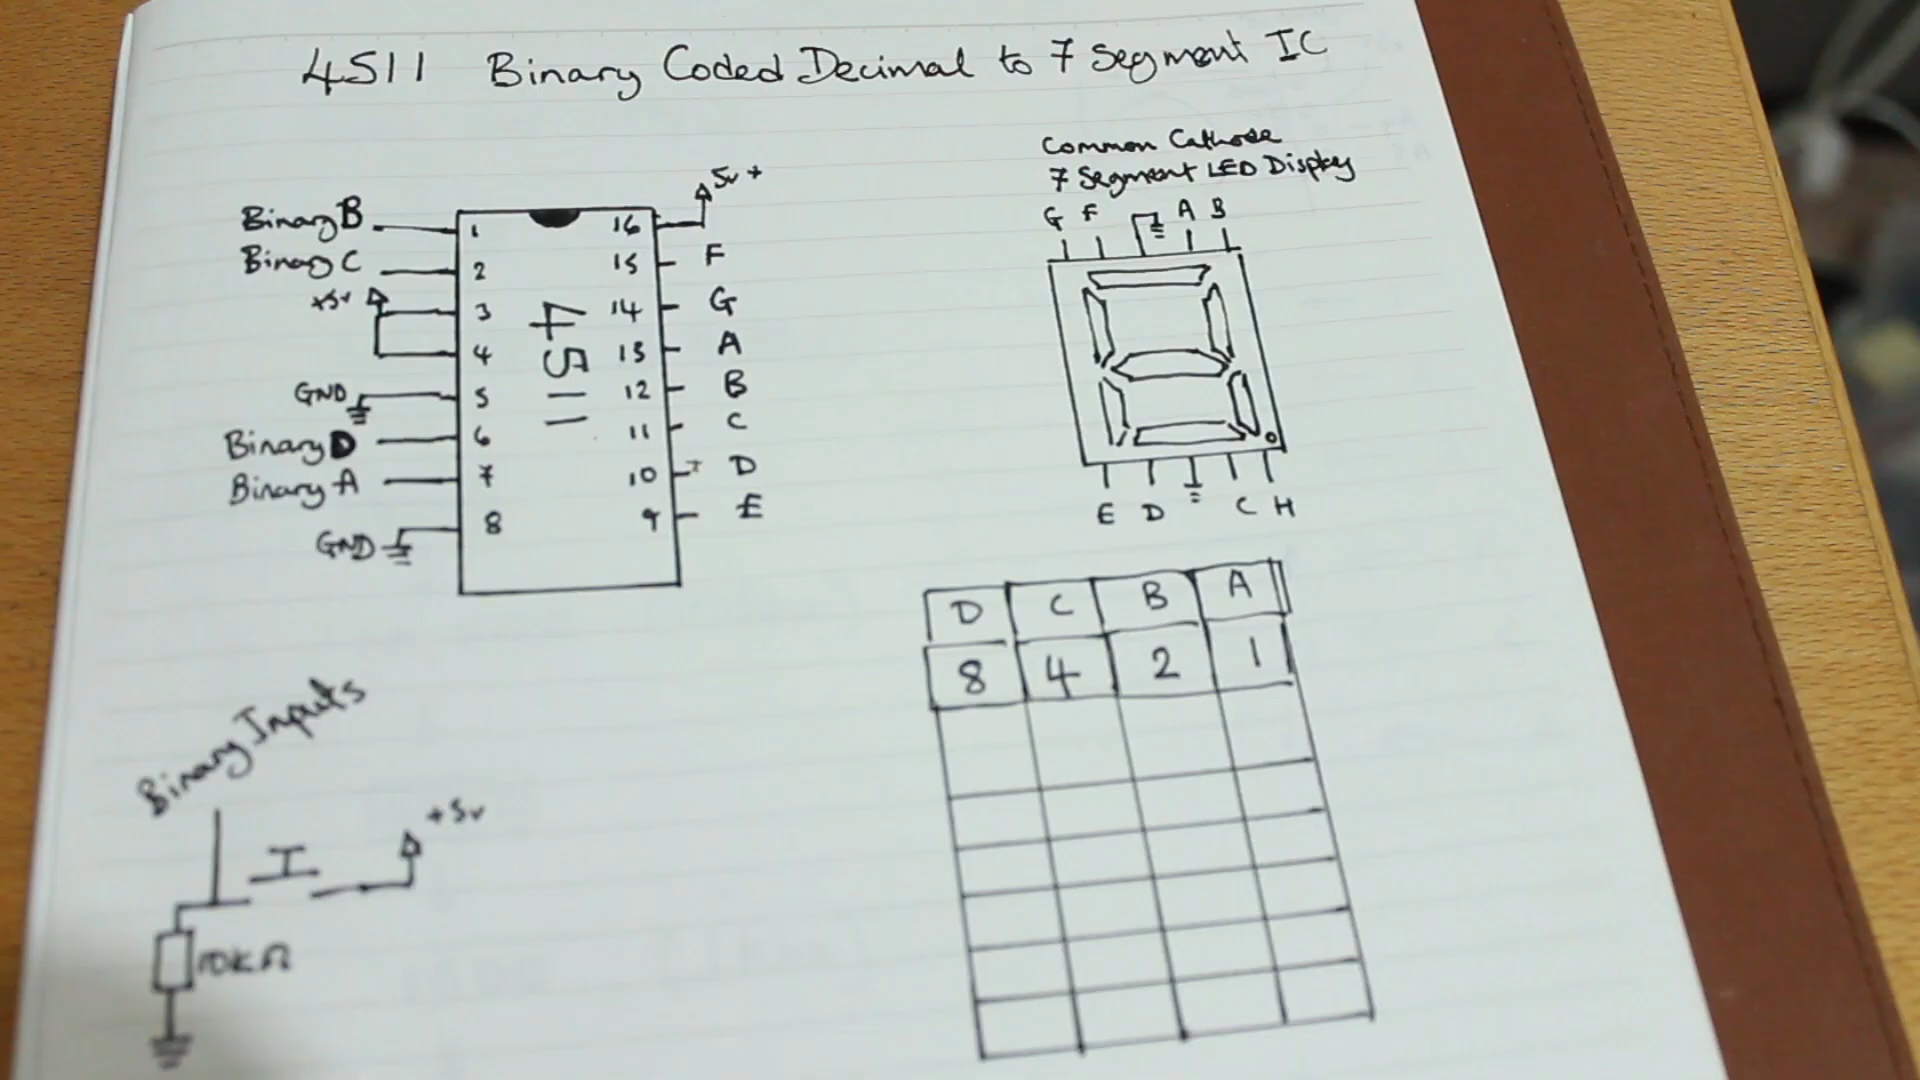 4511 Binary Coded Decimal to 7 Segment IC
Common Cathode
7 Segment LED Display
G F A B
E D C H
Binary B
Binary C
+5v
GND
Binary D
Binary A
GND
1
2
3
4
5
6
7
8
4511
16
15
14
13
12
11
10
9
5v +
F
G
A
B
C
D
E
D C B A
8 4 2 1
Binary Inputs
+5v
10KΩ